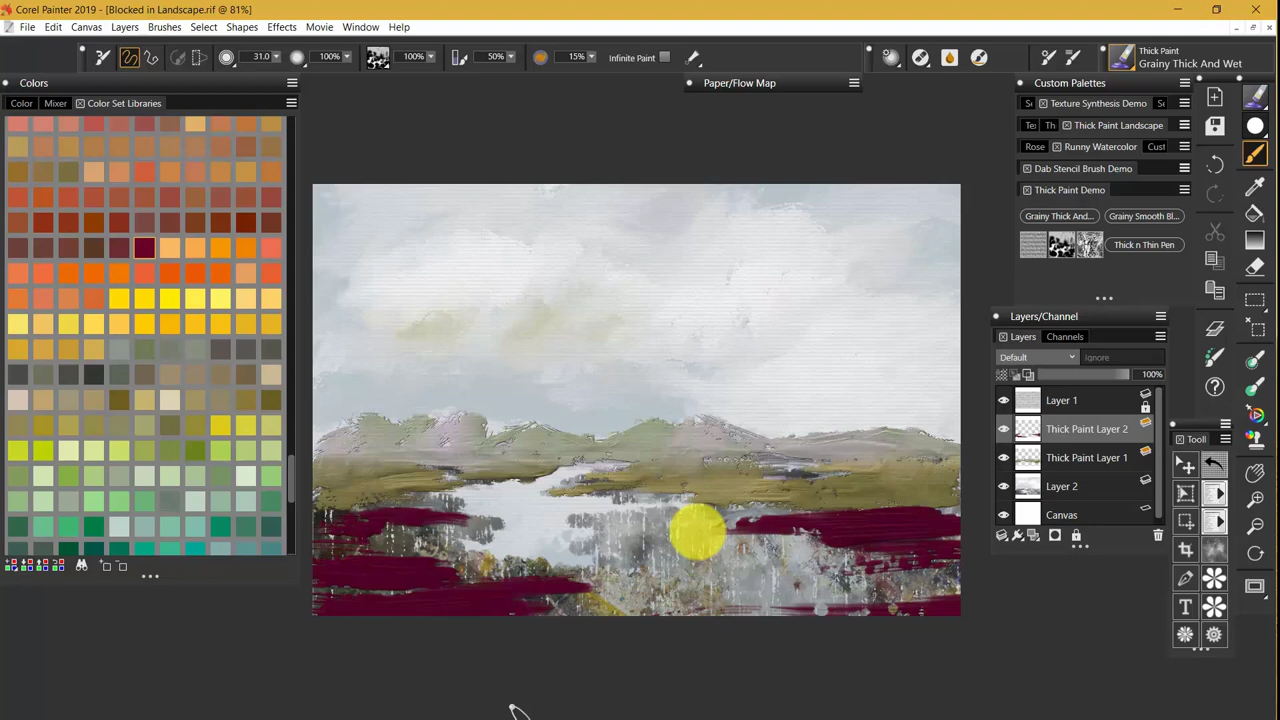 Corel Painter 2019 - [Blocked in Landscape.rif @ 81%]
File Edit Canvas Layers Brushes Select Shapes Effects Movie Window Help
31.0 100% 100% 50% 15% Infinite Paint
Thick Paint
Grainy Thick And Wet
Colors
Color Mixer Color Set Libraries
Paper/Flow Map
Custom Palettes
Texture Synthesis Demo
Te: Th Thick Paint Landscape
Rose Runny Watercolor Cust
Dab Stencil Brush Demo
Thick Paint Demo
Grainy Thick And... Grainy Smooth Bl...
Thick n Thin Pen
Layers/Channel
Layers Channels
Default Ignore
100%
Layer 1
Thick Paint Layer 2
Thick Paint Layer 1
Layer 2
Canvas
Tooll
T